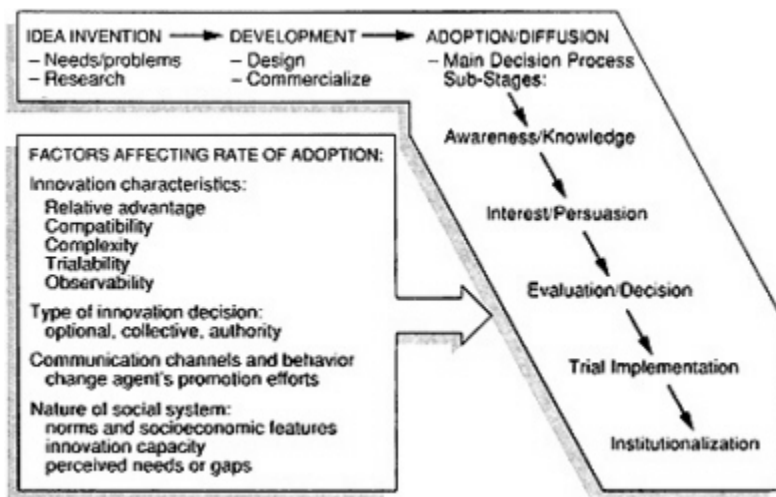 IDEA INVENTION
– Needs/problems
– Research
DEVELOPMENT
– Design
– Commercialize
ADOPTION/DIFFUSION
– Main Decision Process
Sub-Stages:
Awareness/Knowledge
Interest/Persuasion
Evaluation/Decision
Trial Implementation
Institutionalization
FACTORS AFFECTING RATE OF ADOPTION:
Innovation characteristics:
Relative advantage
Compatibility
Complexity
Trialability
Observability
Type of innovation decision:
optional, collective, authority
Communication channels and behavior
change agent's promotion efforts
Nature of social system:
norms and socioeconomic features
innovation capacity
perceived needs or gaps